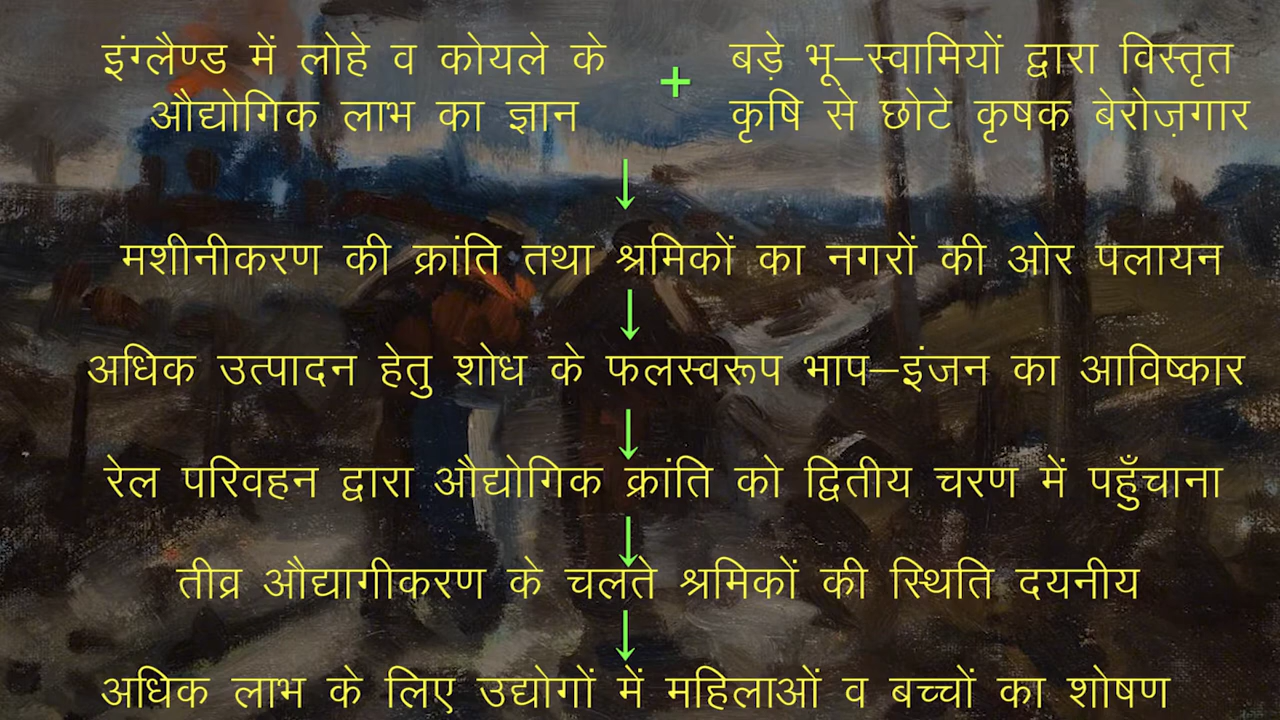 इंग्लैण्ड में लोहे व कोयले के
औद्योगिक लाभ का ज्ञान
+
बड़े भू–स्वामियों द्वारा विस्तृत
कृषि से छोटे कृषक बेरोज़गार
↓
मशीनीकरण की क्रांति तथा श्रमिकों का नगरों की ओर पलायन
↓
अधिक उत्पादन हेतु शोध के फलस्वरूप भाप–इंजन का आविष्कार
↓
रेल परिवहन द्वारा औद्योगिक क्रांति को द्वितीय चरण में पहुँचाना
↓
तीव्र औद्यागीकरण के चलते श्रमिकों की स्थिति दयनीय
↓
अधिक लाभ के लिए उद्योगों में महिलाओं व बच्चों का शोषण